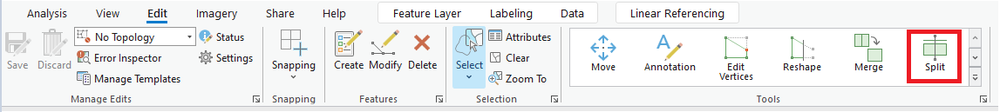 Analysis View Edit Imagery Share Help Feature Layer Labeling Data Linear Referencing
No Topology Status
Error Inspector Settings
Manage Templates
Save Discard
Manage Edits
Snapping
Snapping
Create Modify Delete
Features
Select
Attributes
Clear
Zoom To
Selection
Move Annotation Edit Vertices Reshape Merge Split
Tools